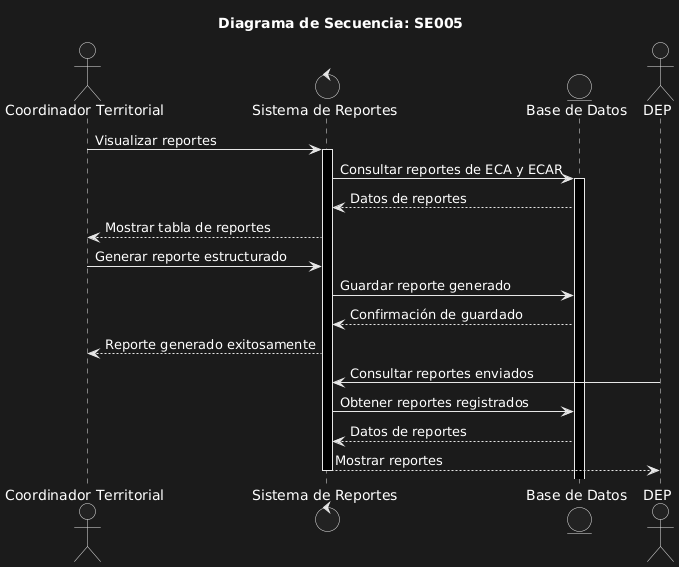 Diagrama de Secuencia: SE005
Coordinador Territorial
Sistema de Reportes
Base de Datos
DEP
Visualizar reportes
Consultar reportes de ECA y ECAR
Datos de reportes
Mostrar tabla de reportes
Generar reporte estructurado
Guardar reporte generado
Confirmación de guardado
Reporte generado exitosamente
Consultar reportes enviados
Obtener reportes registrados
Datos de reportes
Mostrar reportes
Coordinador Territorial
Sistema de Reportes
Base de Datos
DEP